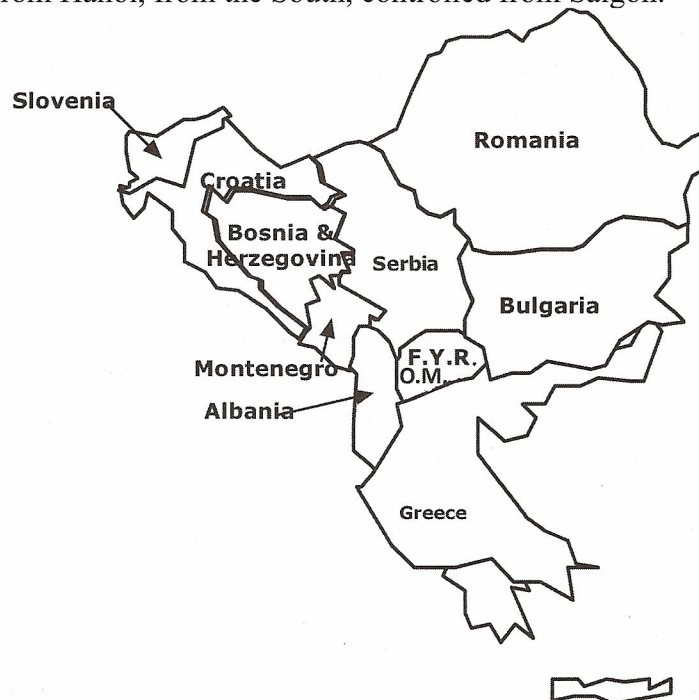 from Hanoi, from the South, controlled from Saigon.
Slovenia
Romania
Croatia
Bosnia &
Herzegovina
Serbia
Bulgaria
Montenegro
F.Y.R.
O.M.
Albania
Greece